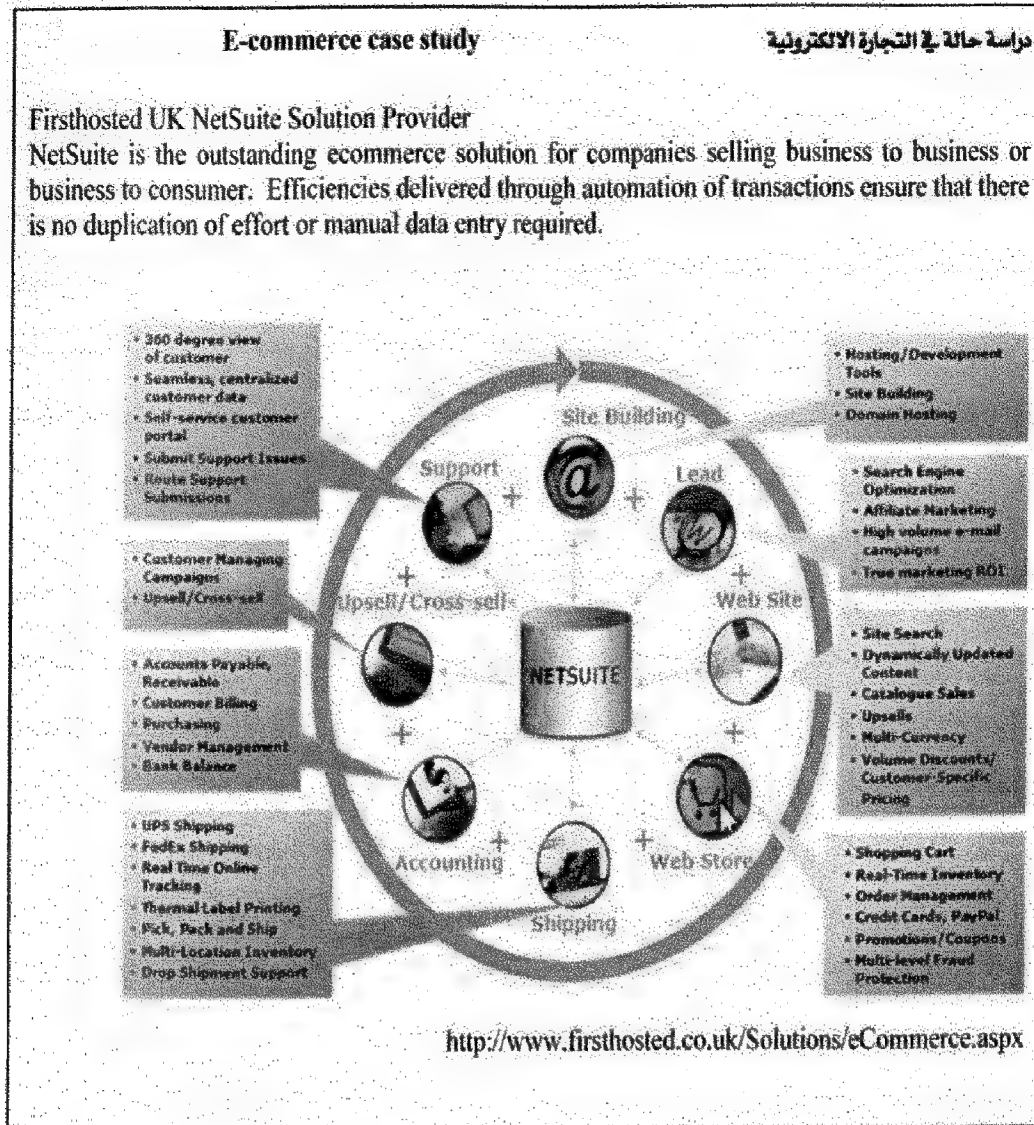 E-commerce case study
دراسة حالة في التجارة الالكترونية
Firsthosted UK NetSuite Solution Provider
NetSuite is the outstanding ecommerce solution for companies selling business to business or
business to consumer. Efficiencies delivered through automation of transactions ensure that there
is no duplication of effort or manual data entry required.
• 360 degree view
of customer
• Seamless, centralized
customer data
• Self-service customer
portal
• Submit Support Issues
• Route Support
Submissions
• Customer Managing
Campaigns
• Upsell/Cross-sell
• Accounts Payable,
Receivable
• Customer Billing
• Purchasing
• Vendor Management
• Bank Balance
• UPS Shipping
• FedEx Shipping
• Real Time Online
Tracking
• Thermal Label Printing
• Pick, Pack and Ship
• Multi-Location Inventory
• Drop Shipment Support
Site Building
Support
Lead
Upsell/Cross-sell
Web Site
NETSUITE
Accounting
Web Store
Shipping
• Hosting/Development
Tools
• Site Building
• Domain Hosting
• Search Engine
Optimization
• Affiliate Marketing
• High volume e-mail
campaigns
• True marketing ROI
• Site Search
• Dynamically Updated
Content
• Catalogue Sales
• Upsells
• Multi-Currency
• Volume Discounts/
Customer-Specific
Pricing
• Shopping Cart
• Real-Time Inventory
• Order Management
• Credit Cards, PayPal
• Promotions/Coupons
• Multi-level Fraud
Protection
http://www.firsthosted.co.uk/Solutions/eCommerce.aspx